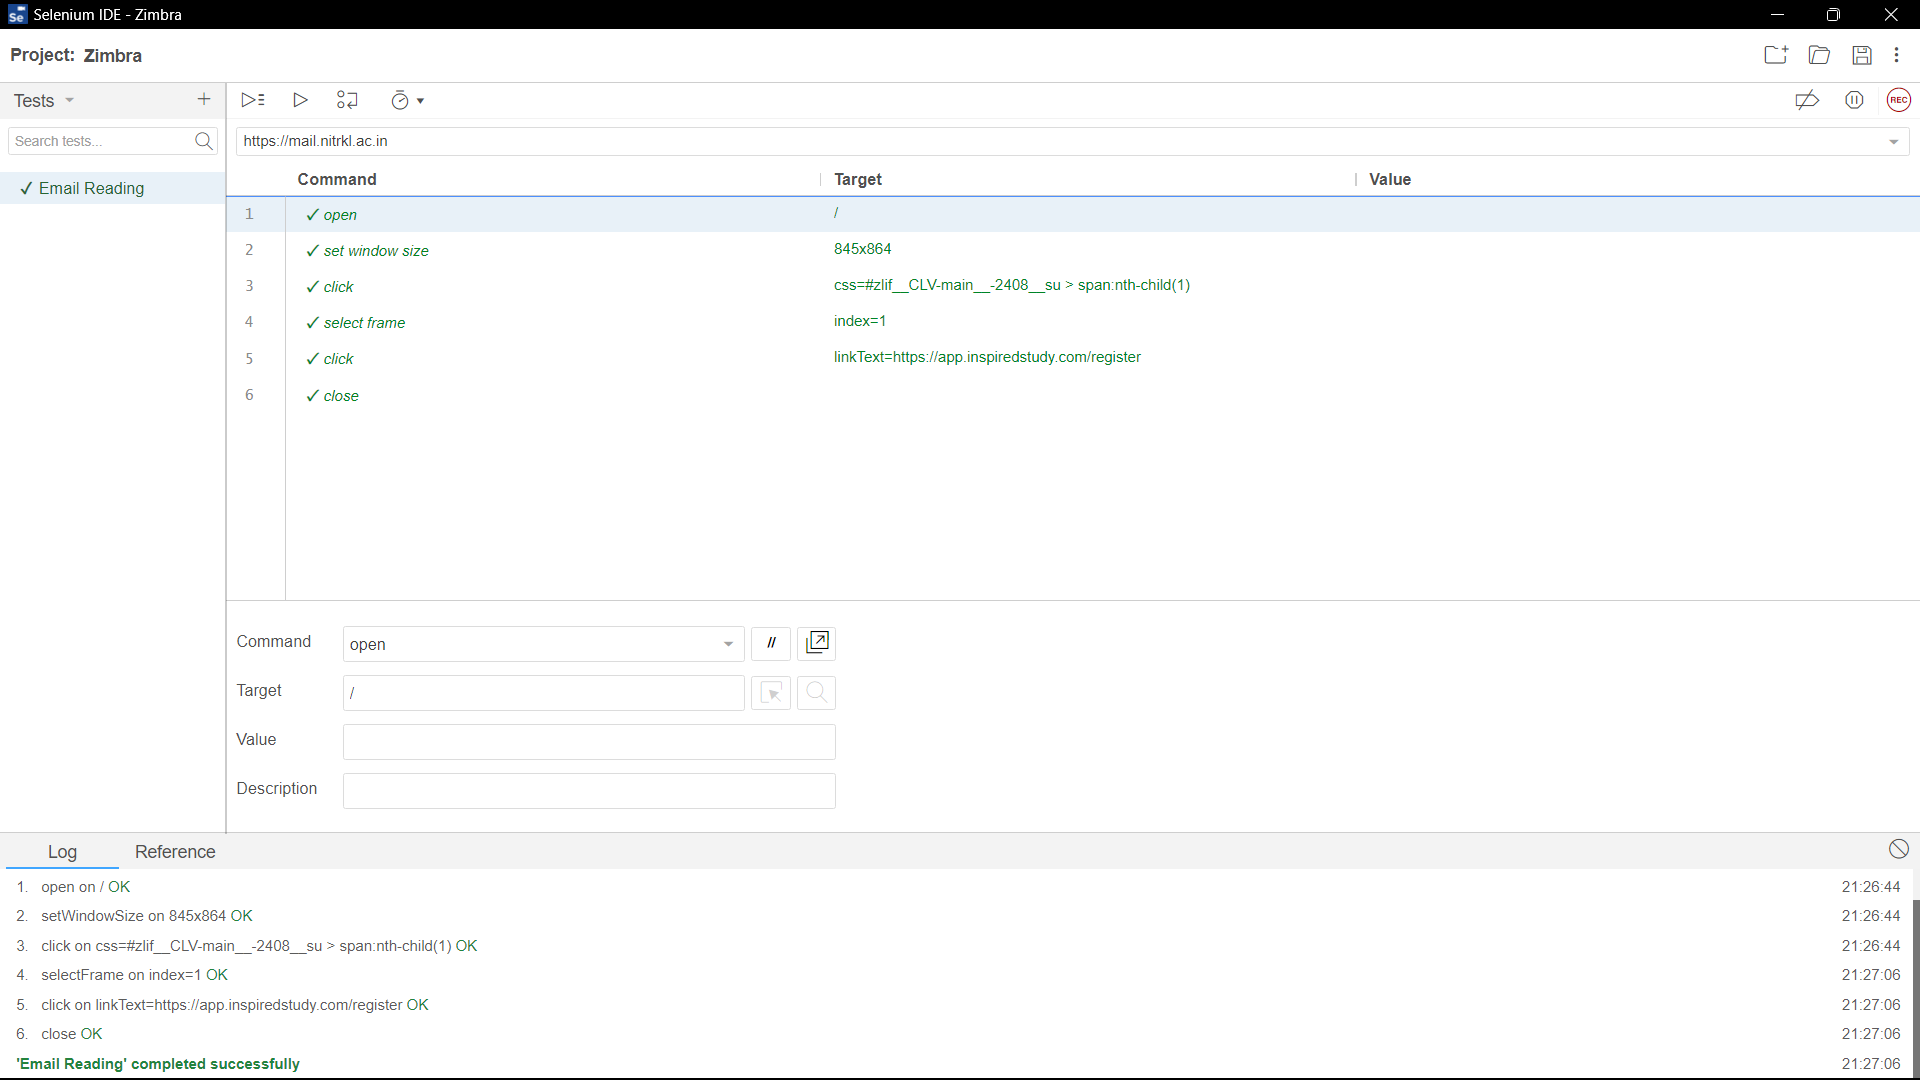 Selenium IDE - Zimbra
Project: Zimbra
Tests
Search tests...
✓ Email Reading
REC
https://mail.nitrkl.ac.in
Command Target Value
1 ✓ open /
2 ✓ set window size 845x864
3 ✓ click css=#zlif__CLV-main__-2408__su > span:nth-child(1)
4 ✓ select frame index=1
5 ✓ click linkText=https://app.inspiredstudy.com/register
6 ✓ close
Command open //
Target /
Value
Description
Log Reference
1. open on / OK 21:26:44
2. setWindowSize on 845x864 OK 21:26:44
3. click on css=#zlif__CLV-main__-2408__su > span:nth-child(1) OK 21:26:44
4. selectFrame on index=1 OK 21:27:06
5. click on linkText=https://app.inspiredstudy.com/register OK 21:27:06
6. close OK 21:27:06
'Email Reading' completed successfully 21:27:06